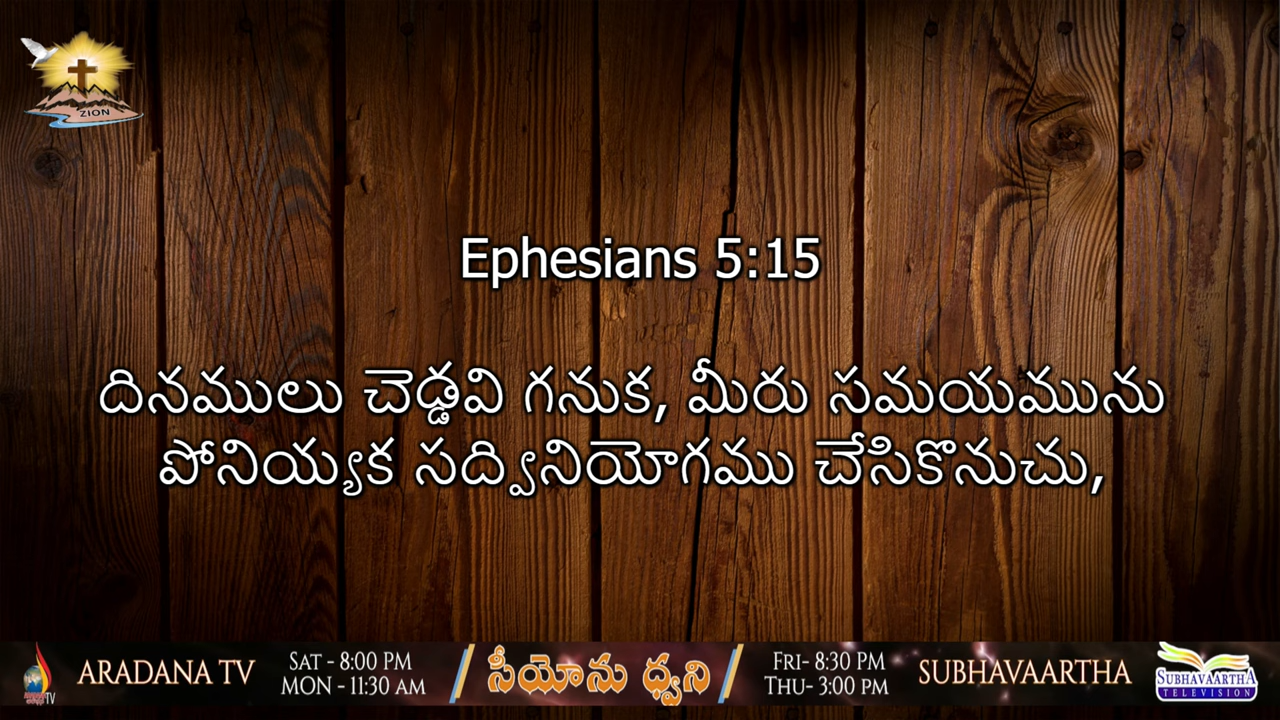 ZION
Ephesians 5:15
దినములు చెడ్డవి గనుక, మీరు సమయమును
పోనియ్యక సద్వినియోగము చేసికొనుచు,
ARADANA TV
SAT - 8:00 PM
MON - 11:30 AM
సీయోను ధ్వని
FRI- 8:30 PM
THU- 3:00 PM
SUBHAVAARTHA
SUBHAVAARTHA
TELEVISION